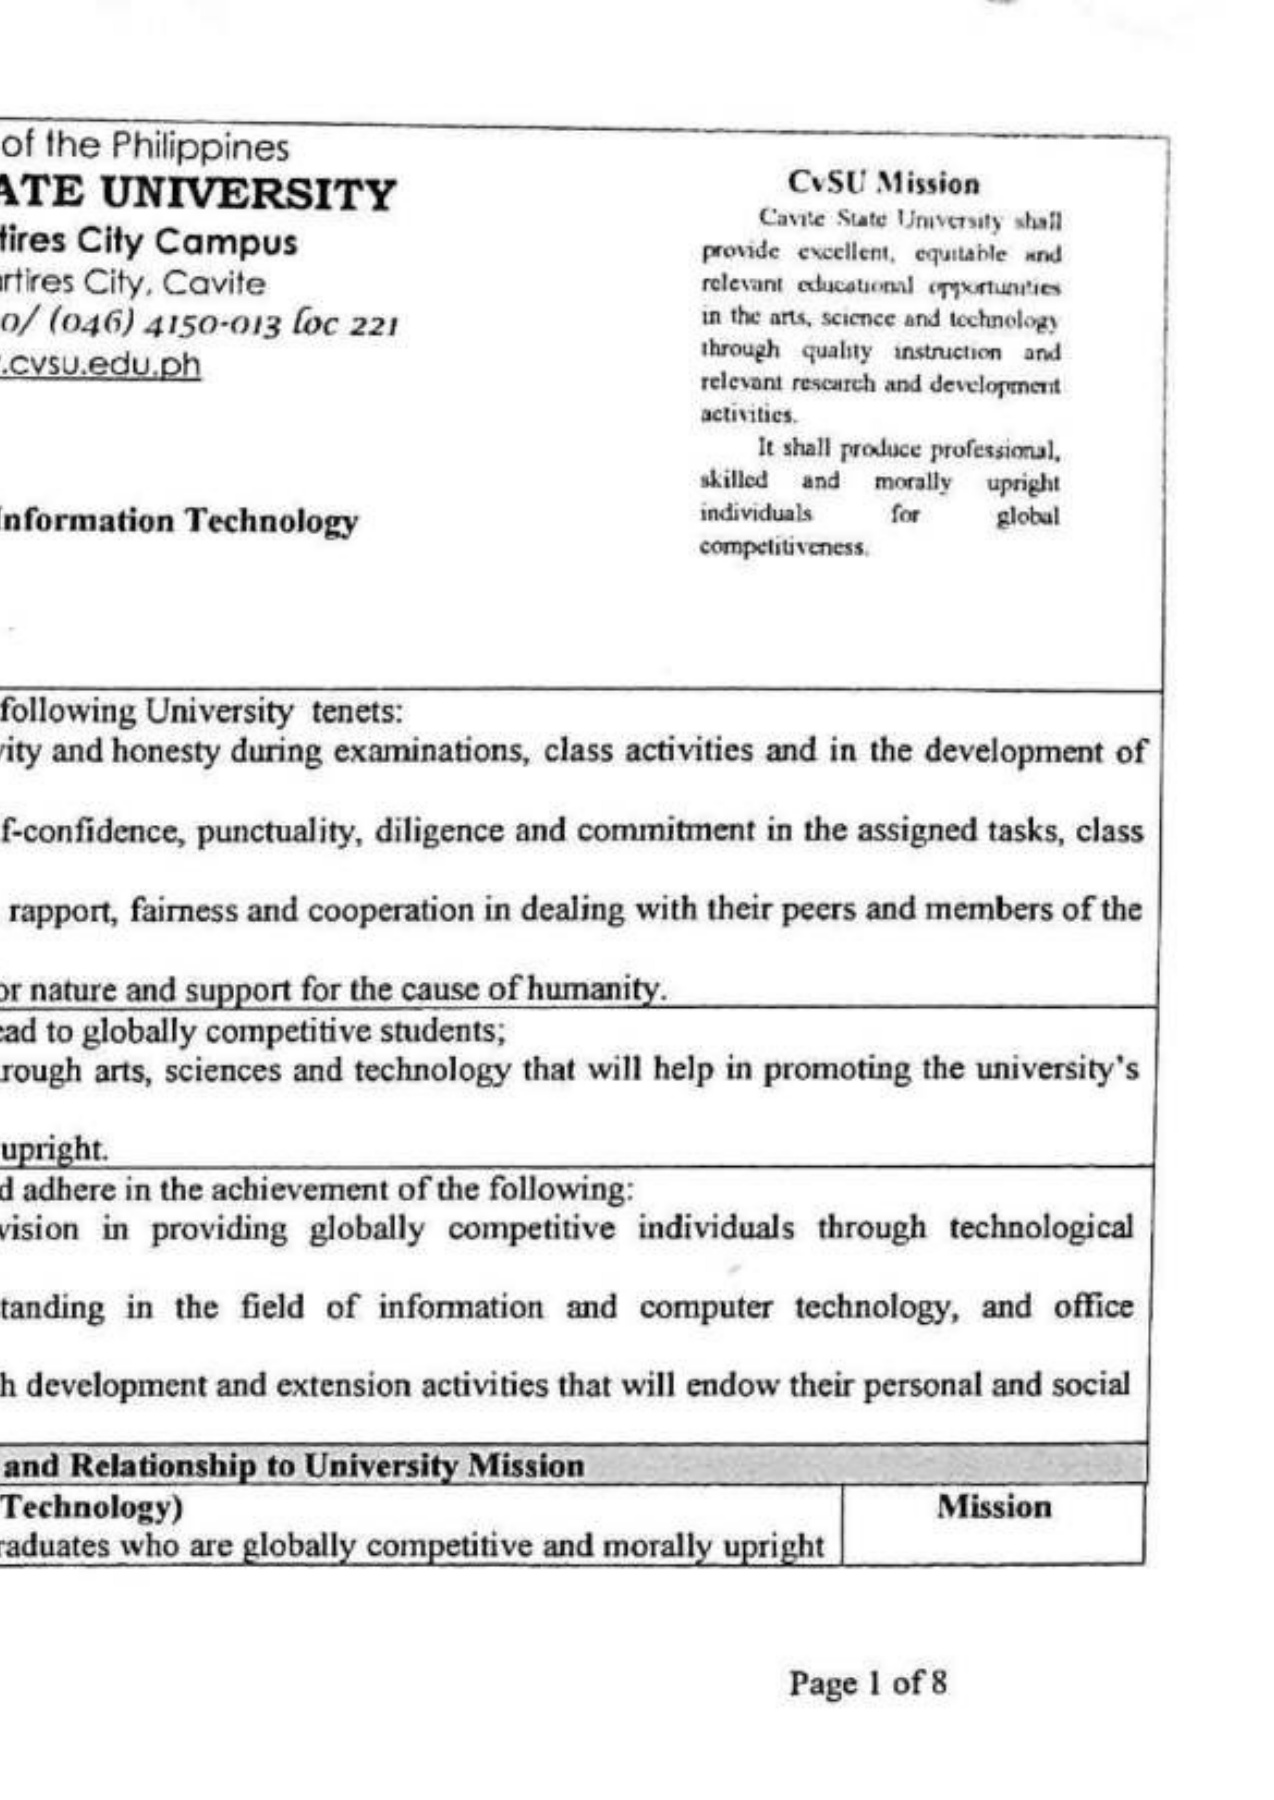 of the Philippines
ATE UNIVERSITY
tires City Campus
rtires City, Cavite
0/ (046) 4150-013 loc 221
.cvsu.edu.ph
nformation Technology
CvSU Mission
Cavite State University shall
provide excellent, equitable and
relevant educational opportunities
in the arts, science and technology
through quality instruction and
relevant research and development
activities.
It shall produce professional,
skilled and morally upright
individuals for global
competitiveness.
following University tenets:
ity and honesty during examinations, class activities and in the development of
f-confidence, punctuality, diligence and commitment in the assigned tasks, class
rapport, fairness and cooperation in dealing with their peers and members of the
or nature and support for the cause of humanity.
ead to globally competitive students;
rough arts, sciences and technology that will help in promoting the university's
upright.
d adhere in the achievement of the following:
vision in providing globally competitive individuals through technological
tanding in the field of information and computer technology, and office
h development and extension activities that will endow their personal and social
and Relationship to University Mission
Technology)
Mission
raduates who are globally competitive and morally upright
Page 1 of 8